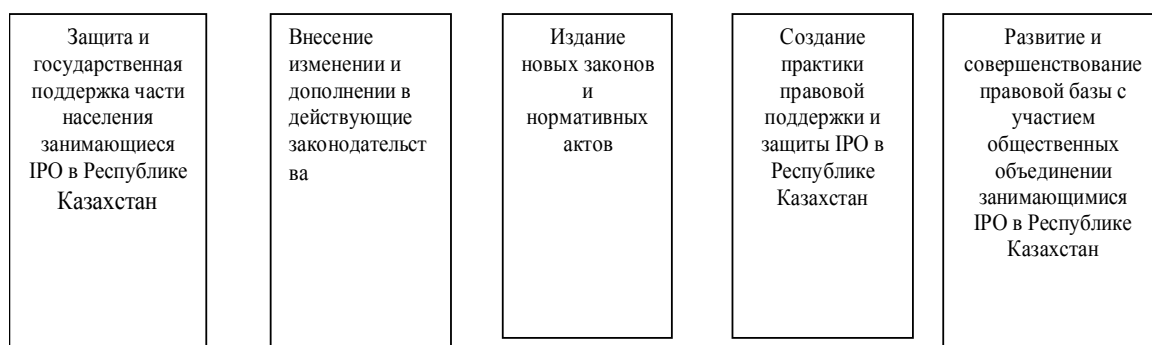 Защита и
государственная
поддержка части
населения
занимающиеся
IPO в Республике
Казахстан
Внесение
изменении и
дополнении в
действующие
законодательст
ва
Издание
новых законов
и
нормативных
актов
Создание
практики
правовой
поддержки и
защиты IPO в
Республике
Казахстан
Развитие и
совершенствование
правовой базы с
участием
общественных
объединении
занимающимися
IPO в Республике
Казахстан